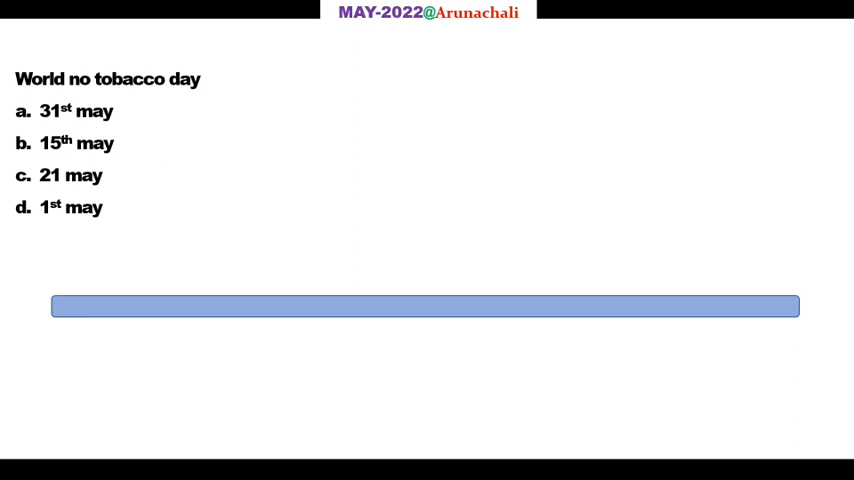 MAY-2022@Arunachali
World no tobacco day
a. 31st may
b. 15th may
c. 21 may
d. 1st may